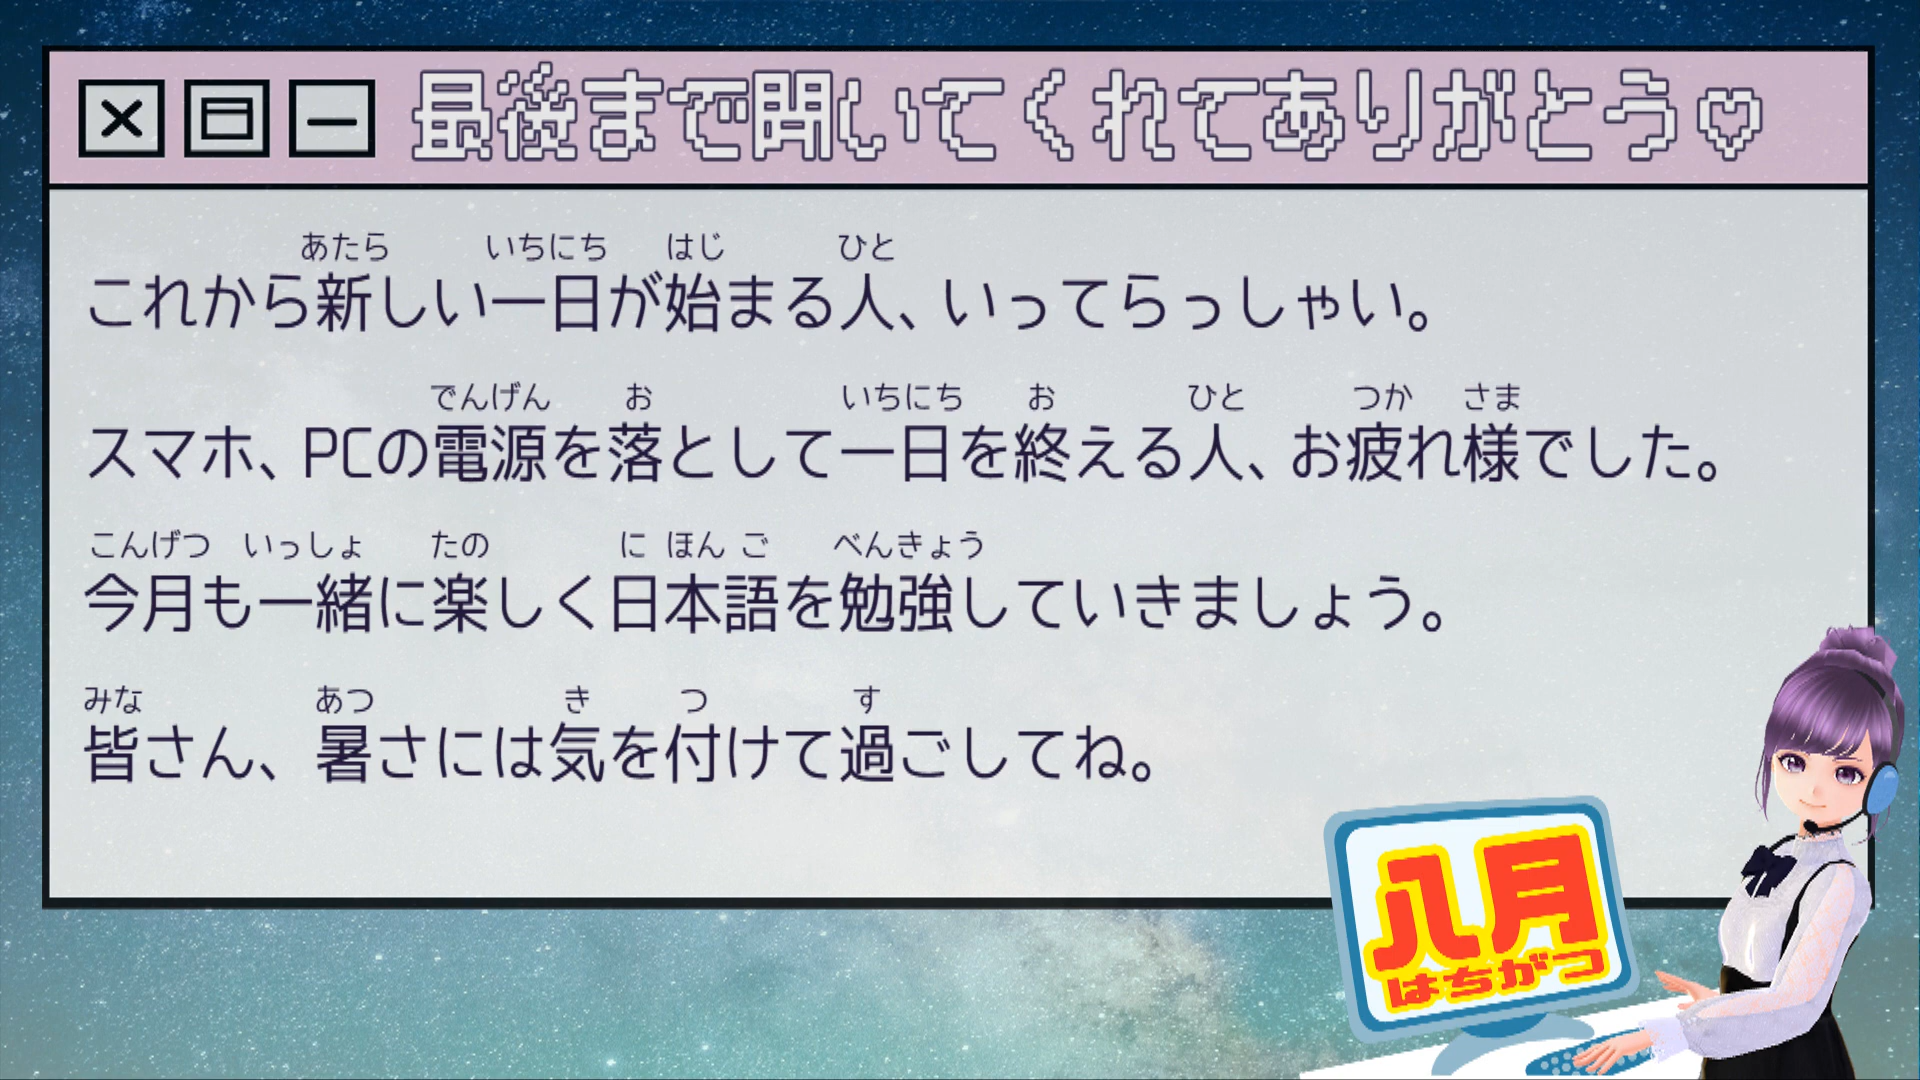 最後まで聞いてくれてありがとう♡
あたら いちにち はじ ひと
これから新しい一日が始まる人、いってらっしゃい。
でんげん お いちにち お ひと つか さま
スマホ、PCの電源を落として一日を終える人、お疲れ様でした。
こんげつ いっしょ たの に ほん ご べんきょう
今月も一緒に楽しく日本語を勉強していきましょう。
みな あつ き つ す
皆さん、暑さには気を付けて過ごしてね。
八月
はちがつ